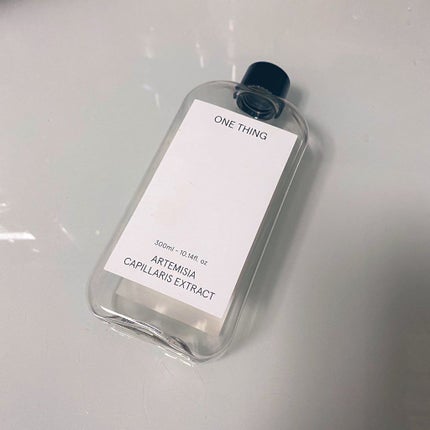 ONE THING
300ml - 10.14fl. oz
ARTEMISIA
CAPILLARIS EXTRACT